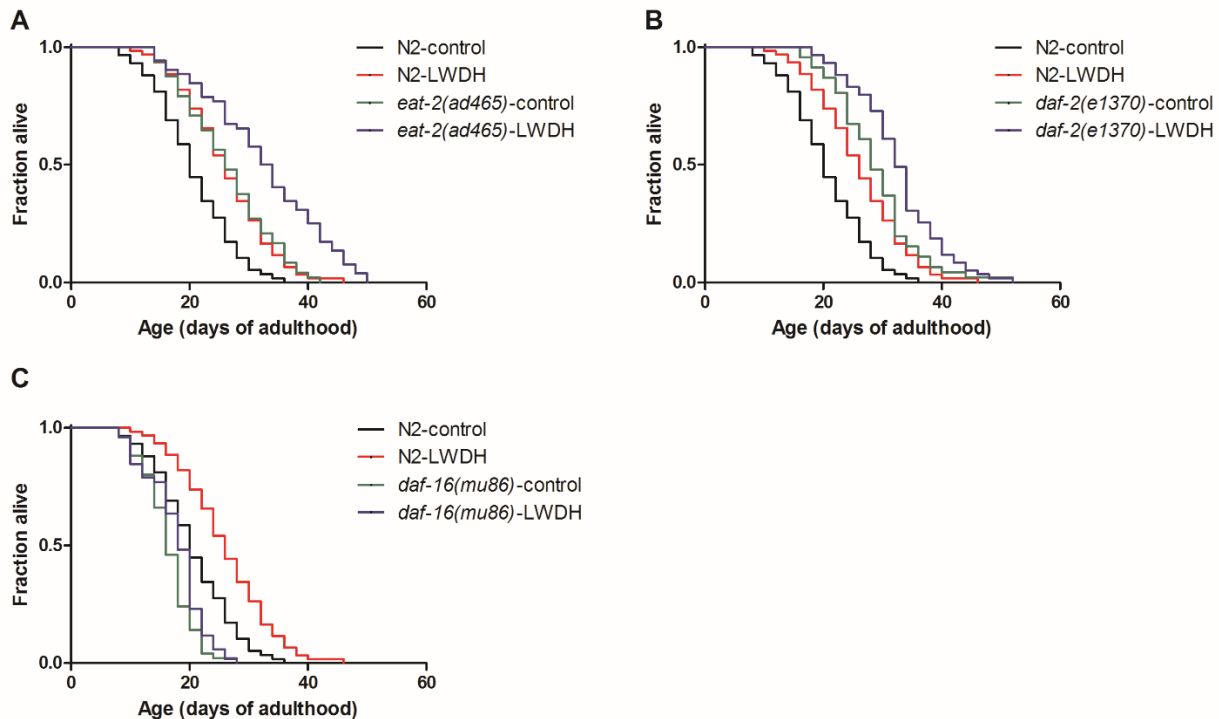 A
N2-control
N2-LWDH
eat-2(ad465)-control
eat-2(ad465)-LWDH
1.0
0.5
0.0
Fraction alive
0 20 40 60
Age (days of adulthood)
B
N2-control
N2-LWDH
daf-2(e1370)-control
daf-2(e1370)-LWDH
1.0
0.5
0.0
Fraction alive
0 20 40 60
Age (days of adulthood)
C
N2-control
N2-LWDH
daf-16(mu86)-control
daf-16(mu86)-LWDH
1.0
0.5
0.0
Fraction alive
0 20 40 60
Age (days of adulthood)